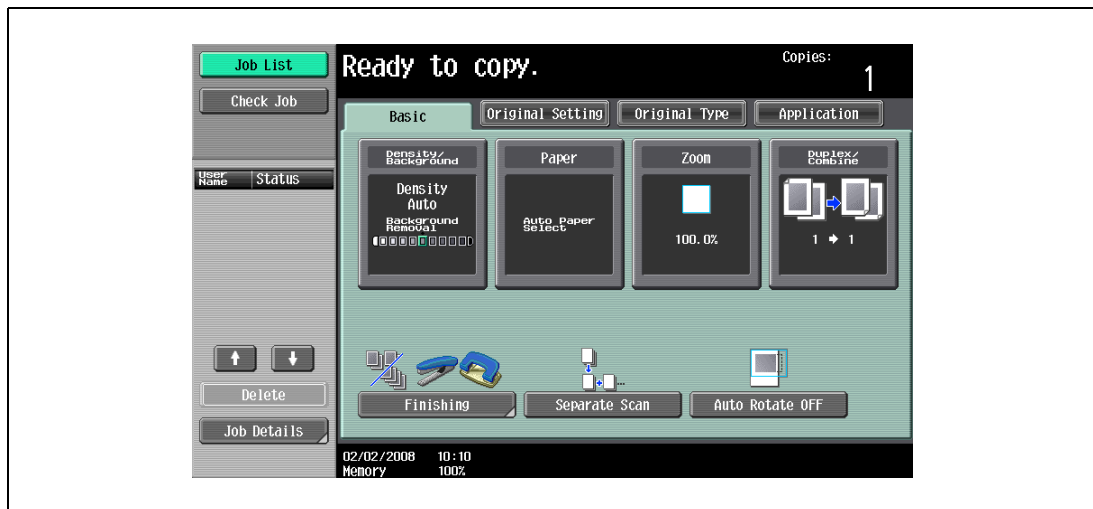 Job List
Check Job
User Name Status
Delete
Job Details
Ready to copy.
Copies:
1
Basic
Original Setting
Original Type
Application
Density/
Background
Density
Auto
Background
Removal
Paper
Auto Paper
Select
Zoom
100.0%
Duplex/
Combine
1 → 1
Finishing
Separate Scan
Auto Rotate OFF
02/02/2008 10:10
Memory 100%